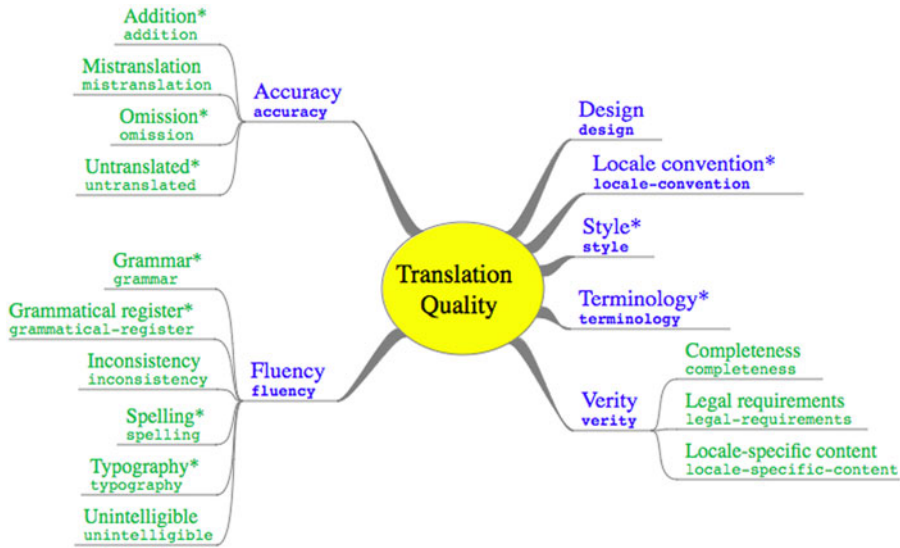 Addition*
addition
Mistranslation
mistranslation
Omission*
omission
Untranslated*
untranslated
Accuracy
accuracy
Grammar*
grammar
Grammatical register*
grammatical-register
Inconsistency
inconsistency
Spelling*
spelling
Typography*
typography
Unintelligible
unintelligible
Fluency
fluency
Translation
Quality
Design
design
Locale convention*
locale-convention
Style*
style
Terminology*
terminology
Verity
verity
Completeness
completeness
Legal requirements
legal-requirements
Locale-specific content
locale-specific-content